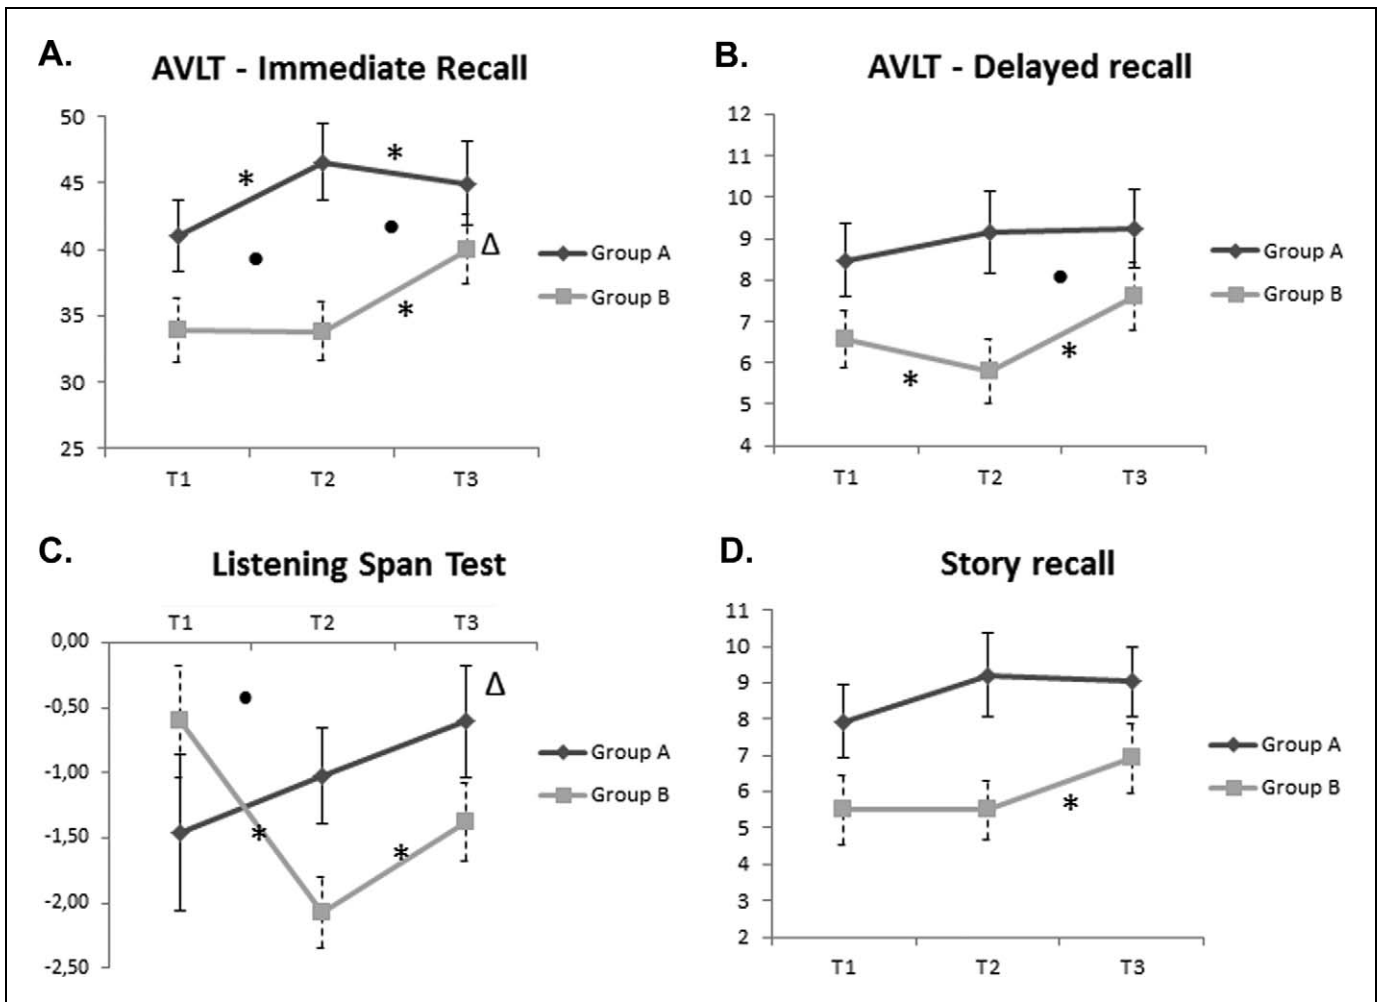 A.
AVLT - Immediate Recall
50
45
40
35
30
25
T1 T2 T3
* * ● ● * Δ
Group A
Group B
B.
AVLT - Delayed recall
12
11
10
9
8
7
6
5
4
T1 T2 T3
● * *
Group A
Group B
C.
Listening Span Test
T1 T2 T3
0,00
-0,50
-1,00
-1,50
-2,00
-2,50
● Δ * *
Group A
Group B
D.
Story recall
11
10
9
8
7
6
5
4
3
2
T1 T2 T3
*
Group A
Group B